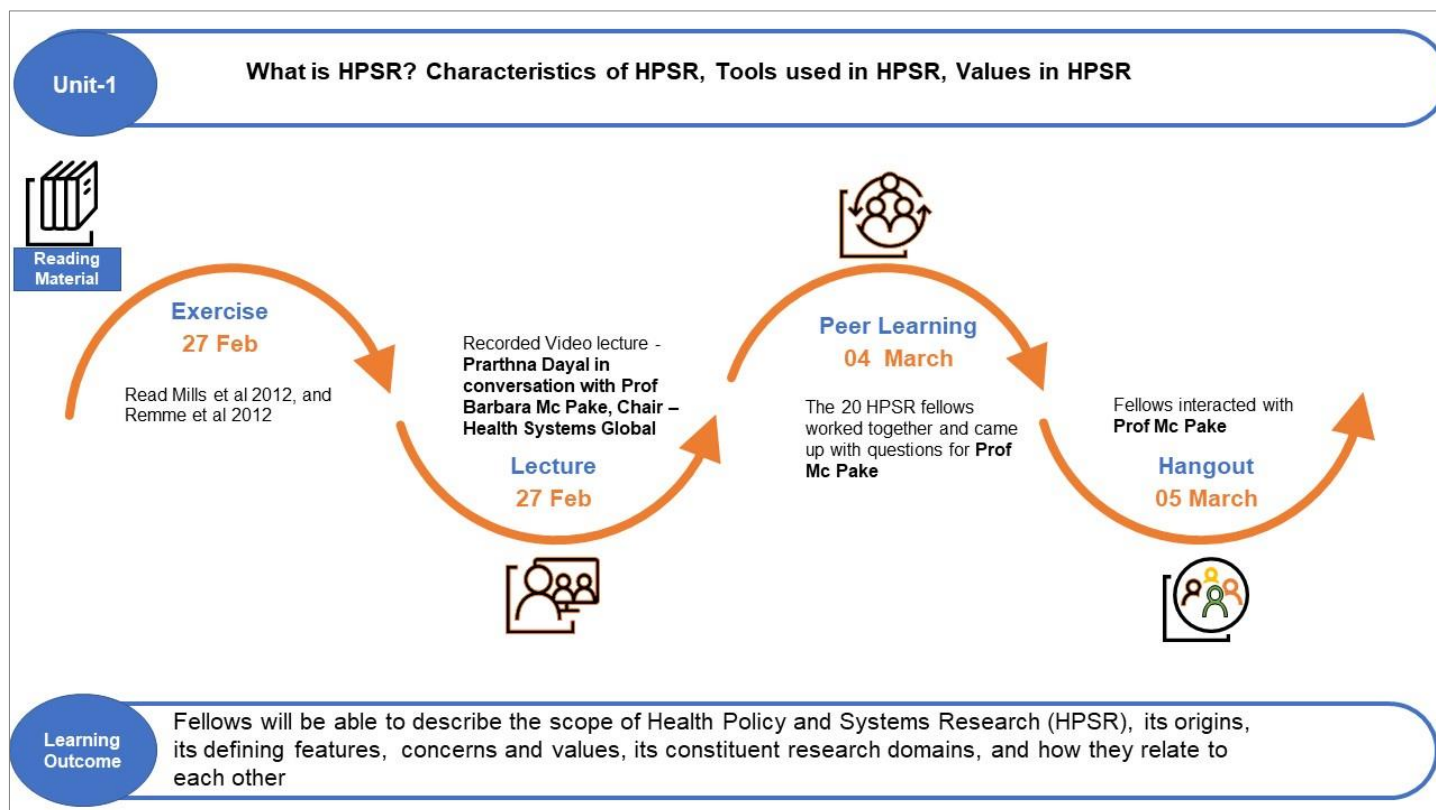 Unit-1
What is HPSR? Characteristics of HPSR, Tools used in HPSR, Values in HPSR
Reading
Material
Exercise
27 Feb
Read Mills et al 2012, and
Remme et al 2012
Recorded Video lecture -
Prarthna Dayal in
conversation with Prof
Barbara Mc Pake, Chair –
Health Systems Global
Lecture
27 Feb
Peer Learning
04 March
The 20 HPSR fellows
worked together and came
up with questions for Prof
Mc Pake
Fellows interacted with
Prof Mc Pake
Hangout
05 March
Learning
Outcome
Fellows will be able to describe the scope of Health Policy and Systems Research (HPSR), its origins,
its defining features, concerns and values, its constituent research domains, and how they relate to
each other